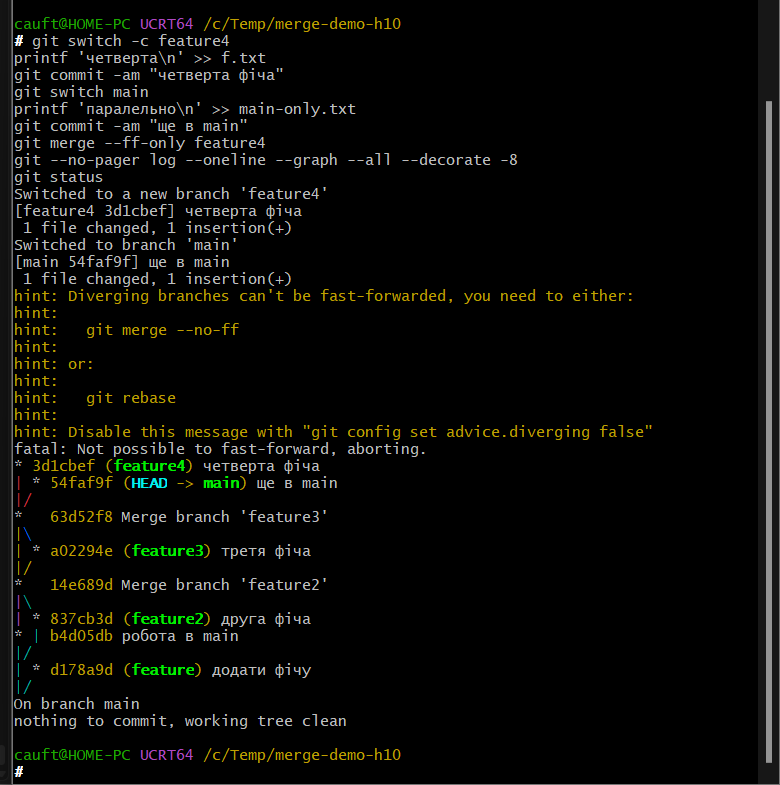 cauft@HOME-PC UCRT64 /c/Temp/merge-demo-h10
# git switch -c feature4
printf 'четверта\n' >> f.txt
git commit -am "четверта фіча"
git switch main
printf 'паралельно\n' >> main-only.txt
git commit -am "ще в main"
git merge --ff-only feature4
git --no-pager log --oneline --graph --all --decorate -8
git status
Switched to a new branch 'feature4'
[feature4 3d1cbef] четверта фіча
 1 file changed, 1 insertion(+)
Switched to branch 'main'
[main 54faf9f] ще в main
 1 file changed, 1 insertion(+)
hint: Diverging branches can't be fast-forwarded, you need to either:
hint:
hint:   git merge --no-ff
hint:
hint: or:
hint:
hint:   git rebase
hint:
hint: Disable this message with "git config set advice.diverging false"
fatal: Not possible to fast-forward, aborting.
* 3d1cbef (feature4) четверта фіча
| * 54faf9f (HEAD -> main) ще в main
|/
*   63d52f8 Merge branch 'feature3'
|\
| * a02294e (feature3) третя фіча
|/
*   14e689d Merge branch 'feature2'
|\
| * 837cb3d (feature2) друга фіча
* | b4d05db робота в main
|/
| * d178a9d (feature) додати фічу
|/
On branch main
nothing to commit, working tree clean
cauft@HOME-PC UCRT64 /c/Temp/merge-demo-h10
#